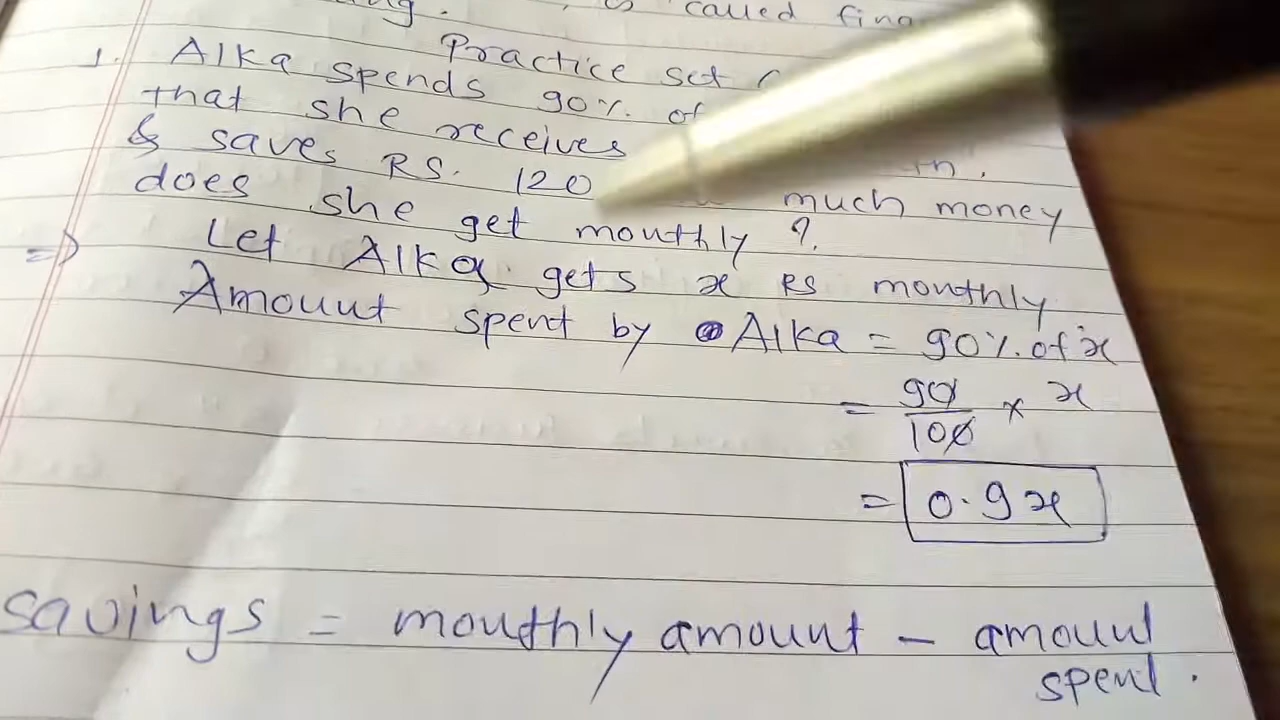 called
Practice set
1. Alka spends 90% of
that she receives
& saves RS. 120 much money
does she get monthly ?
=> Let Alka gets x RS monthly
Amount spent by Alka = 90% of x
= 90/100 × x
= 0.9x
savings = monthly amount - amount
spent.